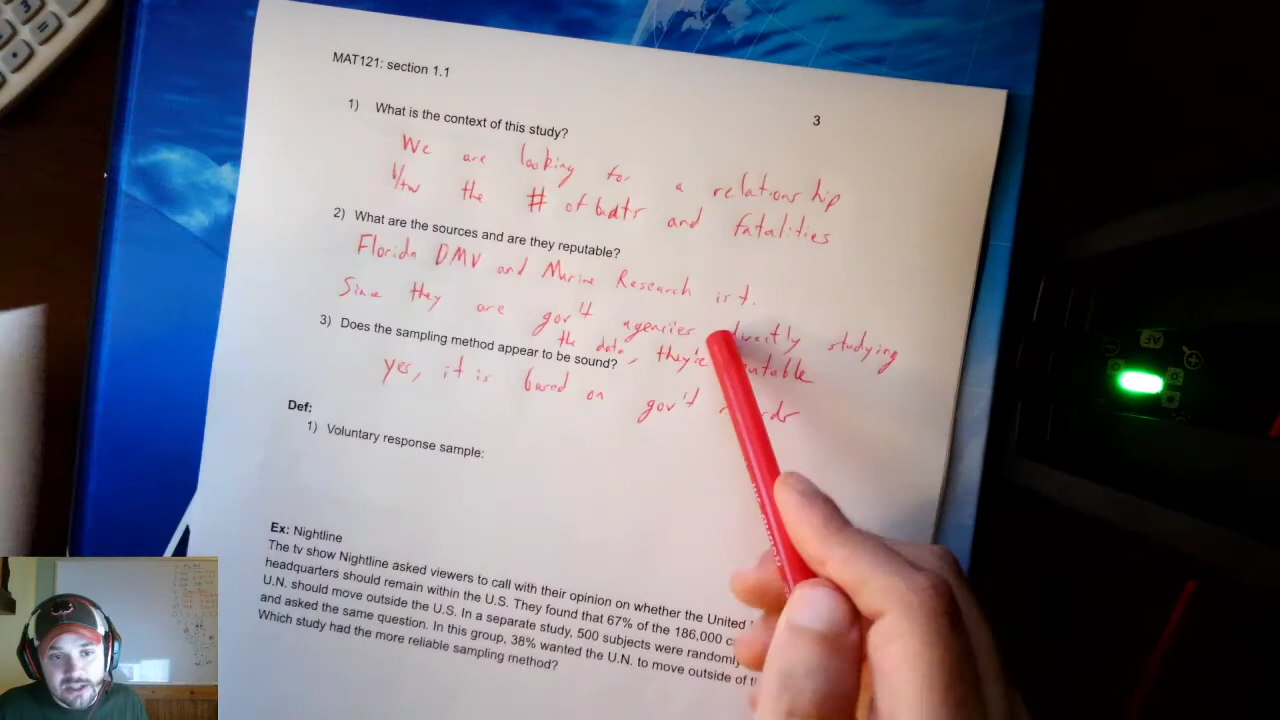 MAT121: section 1.1
3
1) What is the context of this study?
We are looking for a relationship
b/tw the # of boats and fatalities
2) What are the sources and are they reputable?
Florida DMV and Marine Research ist.
Since they are gov't agencies directly studying
the data, they're
3) Does the sampling method appear to be sound?
yes, it is based on gov't
Def:
1) Voluntary response sample:
Ex: Nightline
The tv show Nightline asked viewers to call with their opinion on whether the United
headquarters should remain within the U.S. They found that 67% of the 186,000
U.N. should move outside the U.S. In a separate study, 500 subjects were randomly
and asked the same question. In this group, 38% wanted the U.N. to move outside of
Which study had the more reliable sampling method?